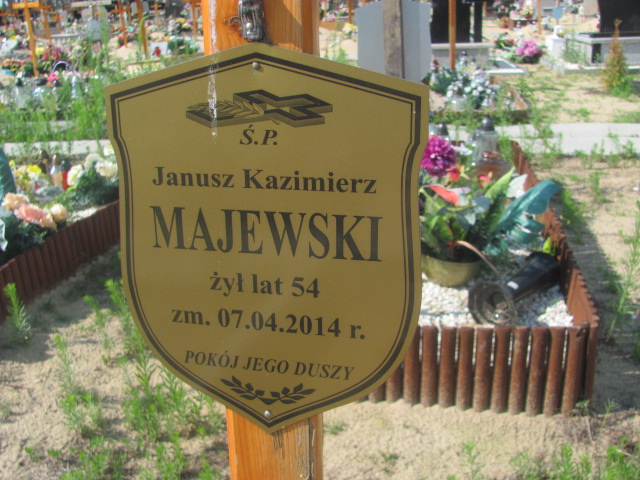 Ś.P.
Janusz Kazimierz
MAJEWSKI
żył lat 54
zm. 07.04.2014 r.
POKÓJ JEGO DUSZY